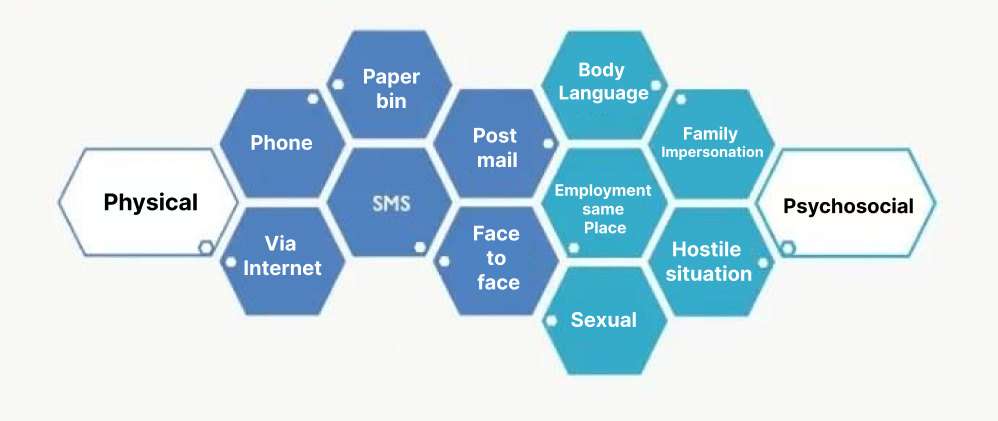 Physical
Phone
Via
Internet
Paper
bin
SMS
Post
mail
Face
to
face
Body
Language
Employment
same
Place
Sexual
Family
Impersonation
Hostile
situation
Psychosocial